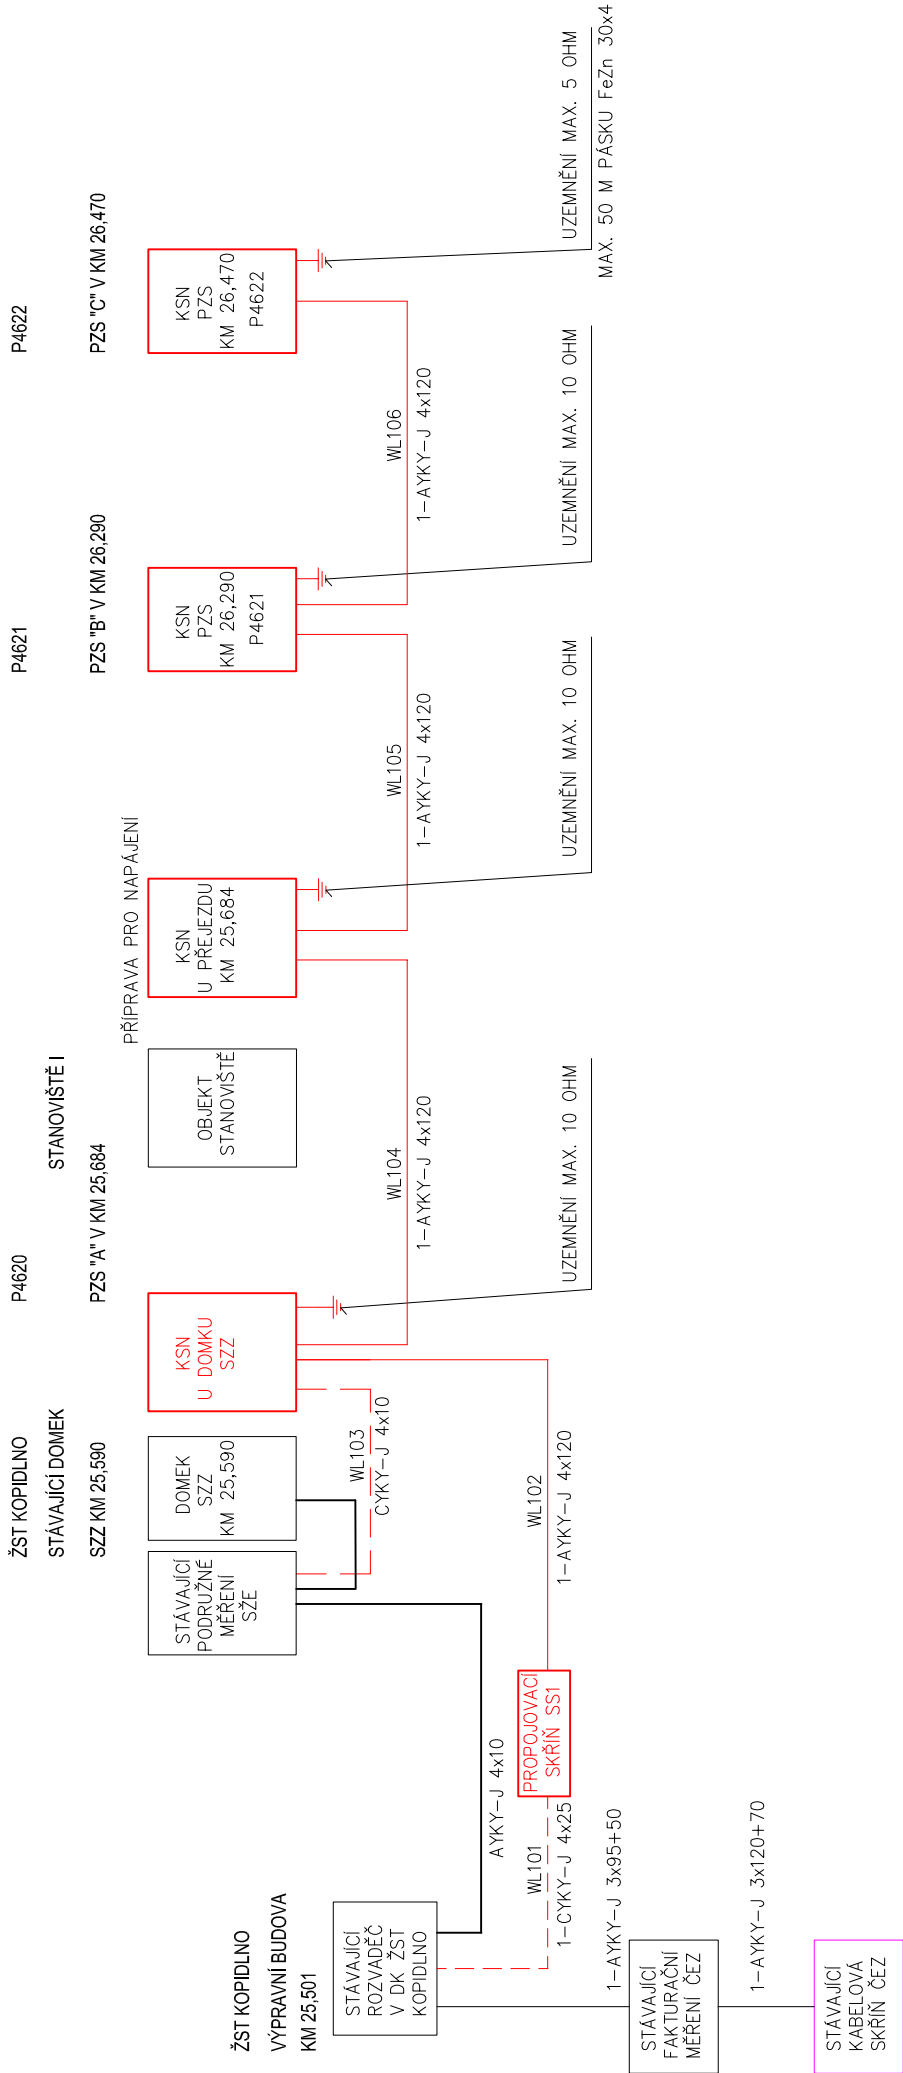 ŽST KOPIDLNO
VÝPRAVNÍ BUDOVA
KM 25,501
STÁVAJÍCÍ
ROZVADĚČ
V DK ŽST
KOPIDLNO
STÁVAJÍCÍ
FAKTURAČNÍ
MĚŘENÍ ČEZ
STÁVAJÍCÍ
KABELOVÁ
SKŘÍŇ ČEZ
1-AYKY-J 3x95+50
1-AYKY-J 3x120+70
WL101
1-CYKY-J 4x25
AYKY-J 4x10
PROPOJOVACÍ
SKŘÍŇ SS1
WL102
1-AYKY-J 4x120
ŽST KOPIDLNO
STÁVAJÍCÍ DOMEK
SZZ KM 25,590
STÁVAJÍCÍ
PODRUŽNÉ
MĚŘENÍ
SŽE
DOMEK
SZZ
KM 25,590
WL103
CYKY-J 4x10
P4620
PZS "A" V KM 25,684
KSN
U DOMKU
SZZ
UZEMNĚNÍ MAX. 10 OHM
WL104
1-AYKY-J 4x120
STANOVIŠTĚ I
OBJEKT
STANOVIŠTĚ
PŘÍPRAVA PRO NAPÁJENÍ
KSN
U PŘEJEZDU
KM 25,684
UZEMNĚNÍ MAX. 10 OHM
WL105
1-AYKY-J 4x120
P4621
PZS "B" V KM 26,290
KSN
PZS
KM 26,290
P4621
UZEMNĚNÍ MAX. 10 OHM
WL106
1-AYKY-J 4x120
P4622
PZS "C" V KM 26,470
KSN
PZS
KM 26,470
P4622
UZEMNĚNÍ MAX. 5 OHM
MAX. 50 M PÁSKU FeZn 30x4